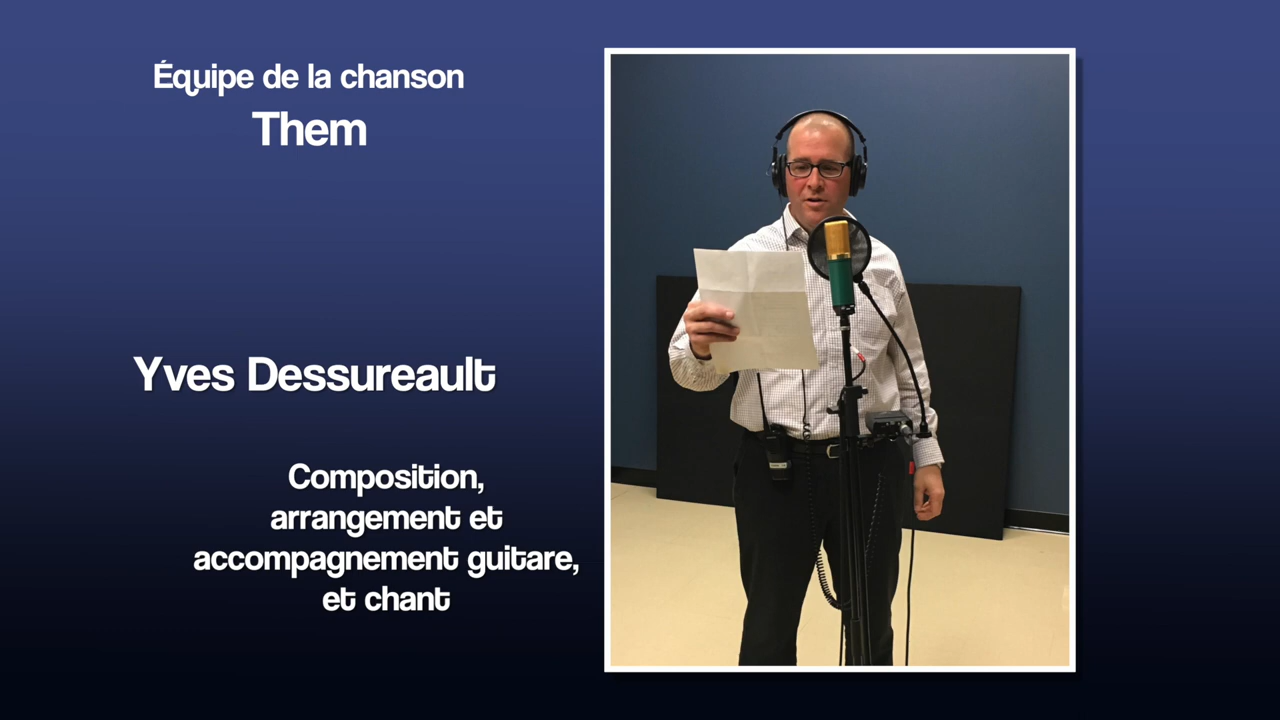 Équipe de la chanson
Them
Yves Dessureault
Composition,
arrangement et
accompagnement guitare,
et chant